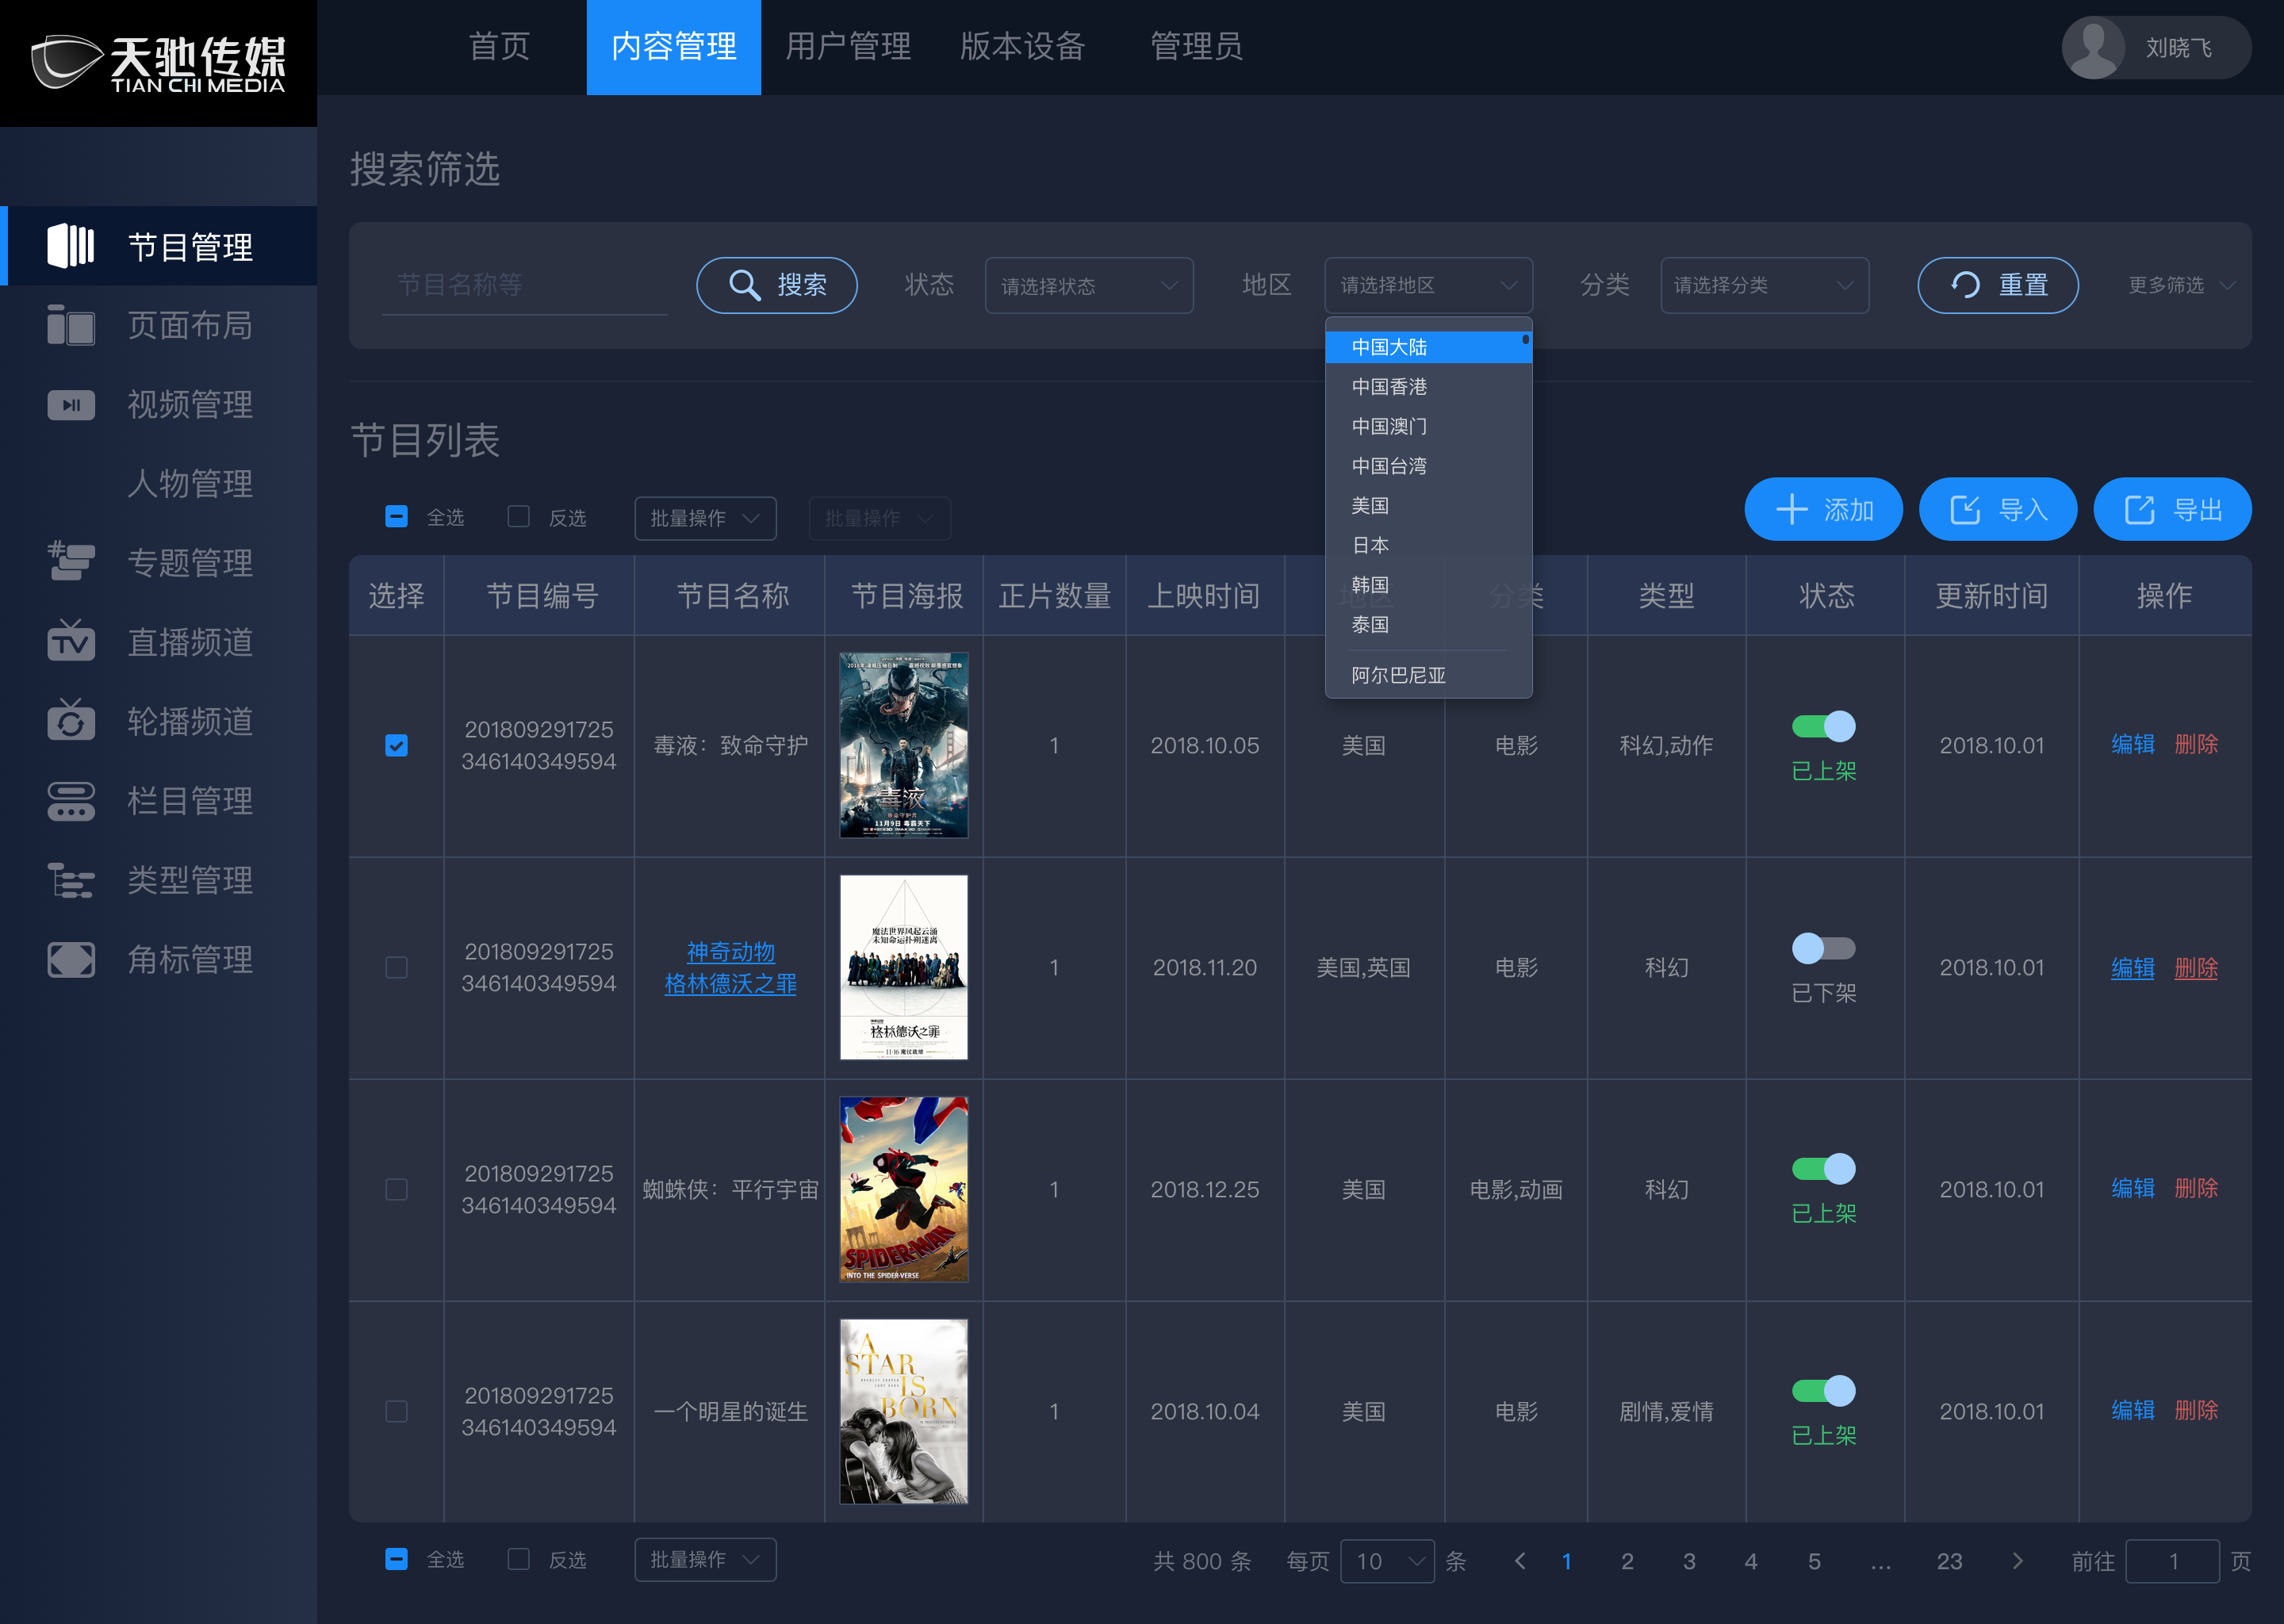 天驰传媒
TIAN CHI MEDIA
首页
内容管理
用户管理
版本设备
管理员
刘晓飞
节目管理
页面布局
视频管理
人物管理
专题管理
直播频道
轮播频道
栏目管理
类型管理
角标管理
搜索筛选
节目名称等
搜索
状态
请选择状态
地区
请选择地区
分类
请选择分类
重置
更多筛选
中国大陆
中国香港
中国澳门
中国台湾
美国
日本
韩国
泰国
阿尔巴尼亚
节目列表
全选
反选
批量操作
批量操作
添加
导入
导出
选择
节目编号
节目名称
节目海报
正片数量
上映时间
地区
分类
类型
状态
更新时间
操作
201809291725
346140349594
毒液：致命守护
毒液
致命守护者
11月9日 毒霸天下
1
2018.10.05
美国
电影
科幻,动作
已上架
2018.10.01
编辑
删除
201809291725
346140349594
神奇动物
格林德沃之罪
魔法世界风起云涌
未知命运扑朔迷离
格林德沃之罪
11·16 魔仗就绪
1
2018.11.20
美国,英国
电影
科幻
已下架
2018.10.01
编辑
删除
201809291725
346140349594
蜘蛛侠：平行宇宙
SPIDER-MAN
INTO THE SPIDER-VERSE
1
2018.12.25
美国
电影,动画
科幻
已上架
2018.10.01
编辑
删除
201809291725
346140349594
一个明星的诞生
A
STAR
IS
BORN
1
2018.10.04
美国
电影
剧情,爱情
已上架
2018.10.01
编辑
删除
全选
反选
批量操作
共 800 条
每页
10
条
1
2
3
4
5
...
23
前往
1
页